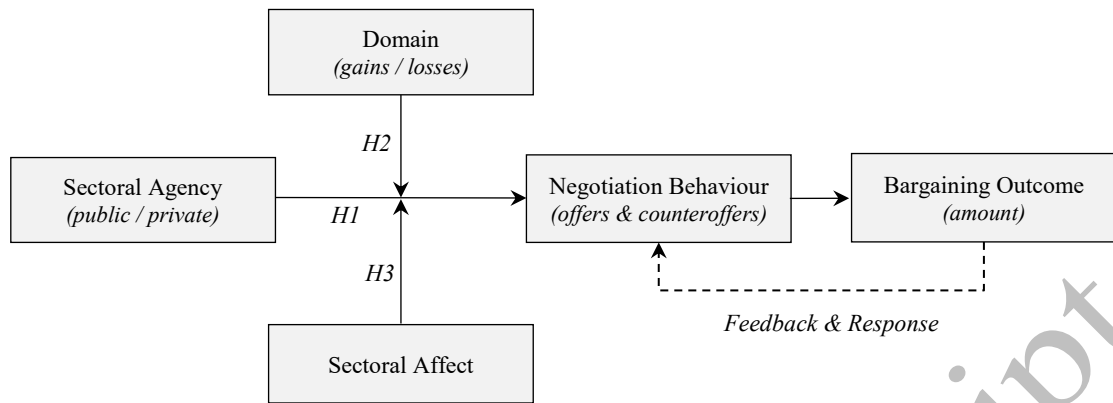 Domain
(gains / losses)
H2
Sectoral Agency
(public / private)
H1
Negotiation Behaviour
(offers & counteroffers)
Bargaining Outcome
(amount)
H3
Feedback & Response
Sectoral Affect